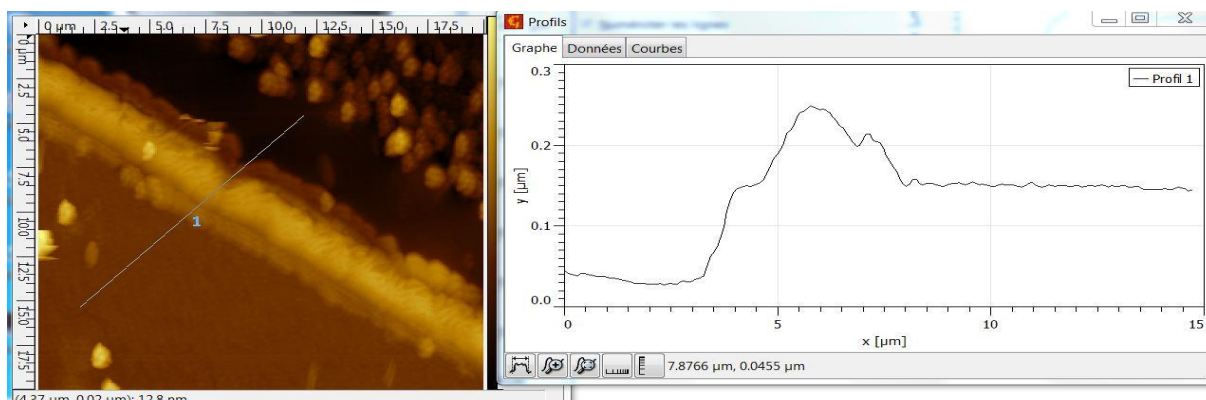 0 μm 2.5 5.0 7.5 10.0 12.5 15.0 17.5
0 μm
2.5
5.0
7.5
10.0
12.5
15.0
17.5
1
(4.37 μm, 0.02 μm): 12.8 nm
Profils
Graphe Données Courbes
Profil 1
y [μm]
0.3
0.2
0.1
0.0
0 5 10 15
x [μm]
7.8766 μm, 0.0455 μm